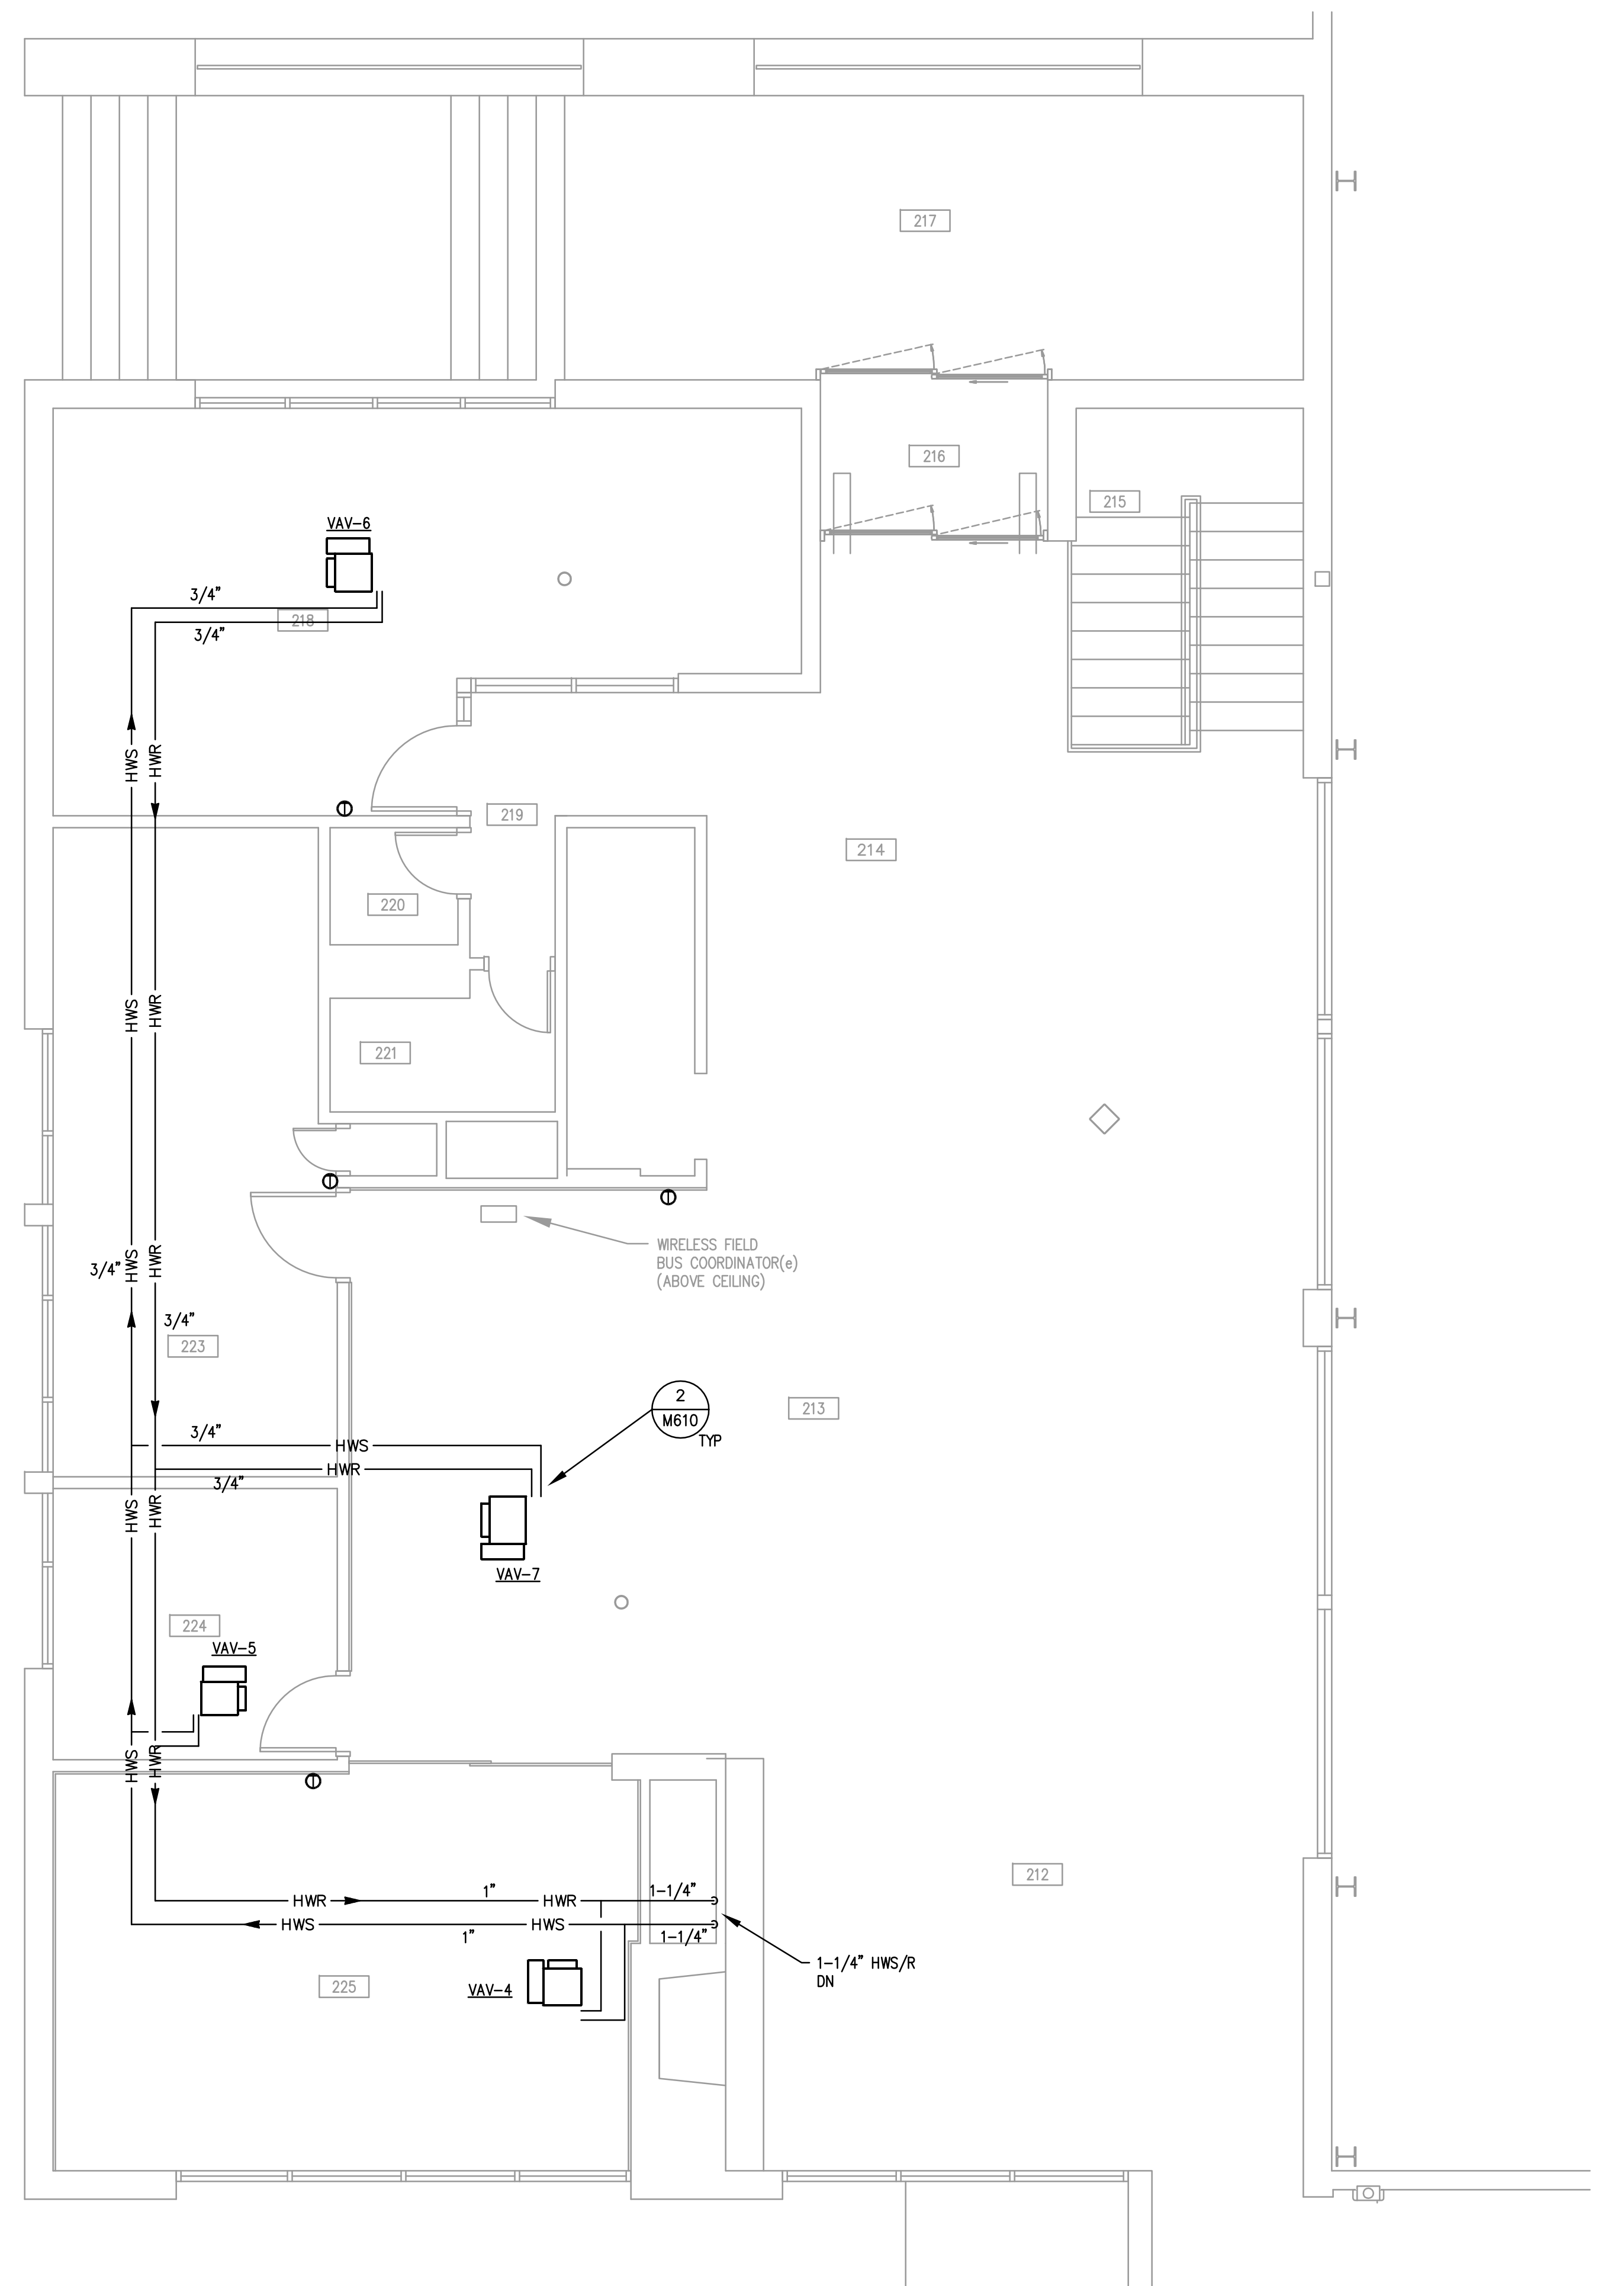 217
216
215
VAV-6
3/4"
218
3/4"
HWS
HWR
219
214
220
HWS
HWR
221
WIRELESS FIELD
BUS COORDINATOR(e)
(ABOVE CEILING)
HWS
HWR
3/4"
3/4"
223
2
M610
TYP
213
3/4"
HWS
HWR
3/4"
HWS
HWR
VAV-7
224
VAV-5
HWS
HWR
212
HWR
1"
HWR
1-1/4"
HWS
HWS
1"
1-1/4"
1-1/4" HWS/R
DN
225
VAV-4